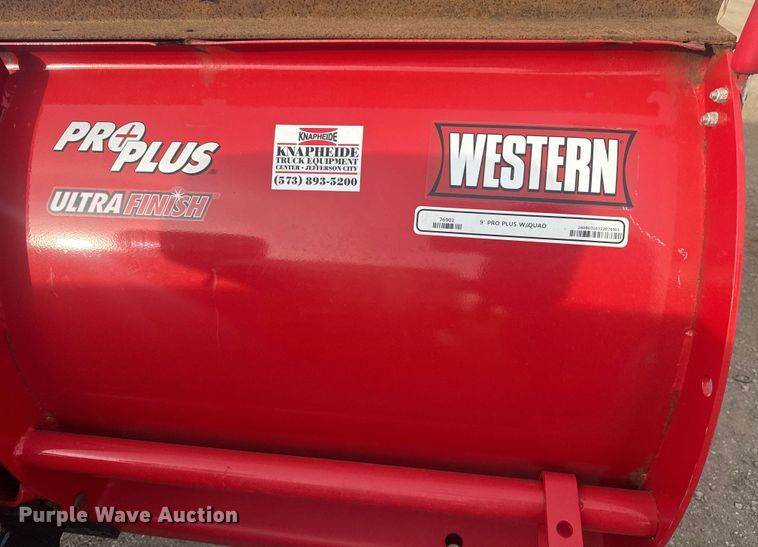 PRO PLUS
ULTRA FINISH
KNAPHEIDE
KNAPHEIDE
TRUCK EQUIPMENT
CENTER - JEFFERSON CITY
(573) 893-5200
WESTERN
76901
9' PRO PLUS W/QUAD
Purple Wave Auction